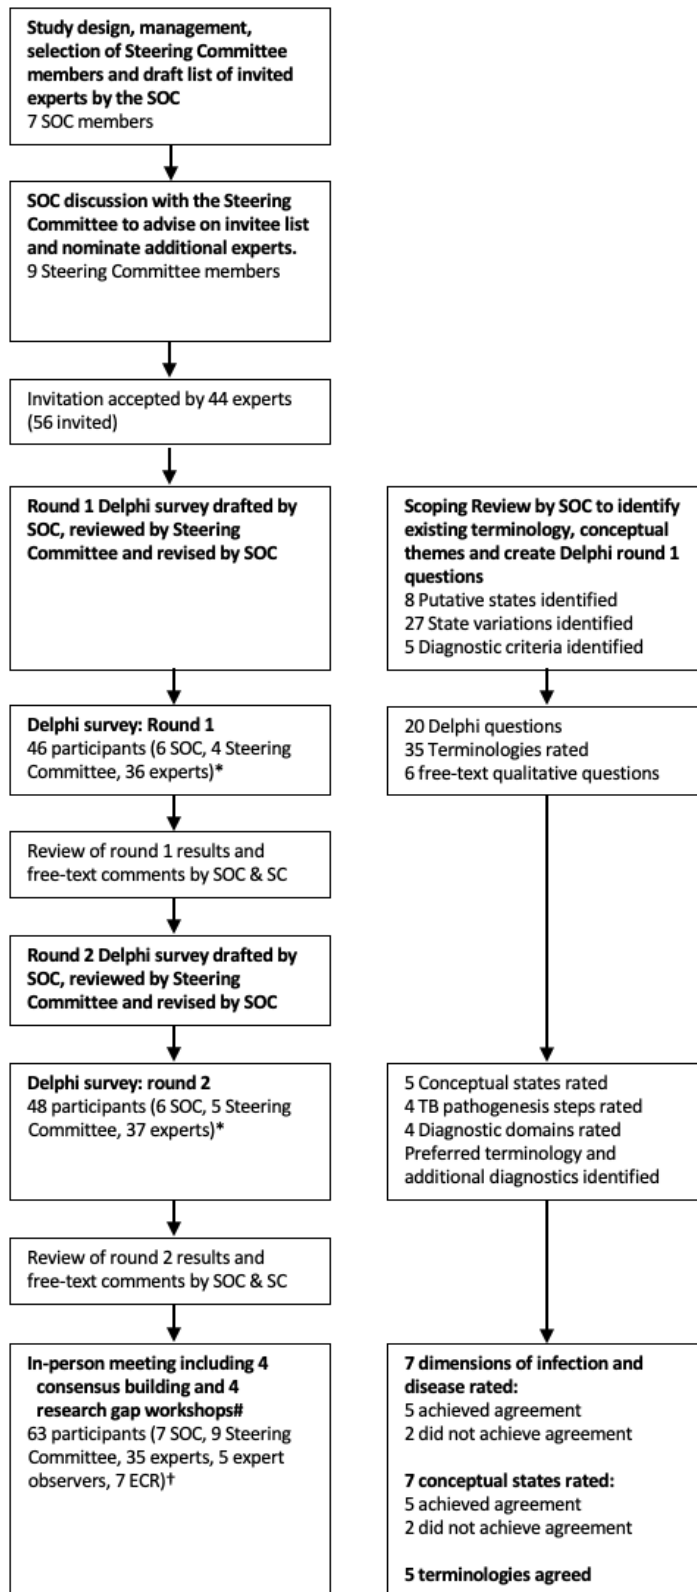 Study design, management,
selection of Steering Committee
members and draft list of invited
experts by the SOC
7 SOC members
SOC discussion with the Steering
Committee to advise on invitee list
and nominate additional experts.
9 Steering Committee members
Invitation accepted by 44 experts
(56 invited)
Round 1 Delphi survey drafted by
SOC, reviewed by Steering
Committee and revised by SOC
Scoping Review by SOC to identify
existing terminology, conceptual
themes and create Delphi round 1
questions
8 Putative states identified
27 State variations identified
5 Diagnostic criteria identified
Delphi survey: Round 1
46 participants (6 SOC, 4 Steering
Committee, 36 experts)*
20 Delphi questions
35 Terminologies rated
6 free-text qualitative questions
Review of round 1 results and
free-text comments by SOC & SC
Round 2 Delphi survey drafted by
SOC, reviewed by Steering
Committee and revised by SOC
Delphi survey: round 2
48 participants (6 SOC, 5 Steering
Committee, 37 experts)*
5 Conceptual states rated
4 TB pathogenesis steps rated
4 Diagnostic domains rated
Preferred terminology and
additional diagnostics identified
Review of round 2 results and
free-text comments by SOC & SC
In-person meeting including 4
consensus building and 4
research gap workshops#
63 participants (7 SOC, 9 Steering
Committee, 35 experts, 5 expert
observers, 7 ECR)†
7 dimensions of infection and
disease rated:
5 achieved agreement
2 did not achieve agreement
7 conceptual states rated:
5 achieved agreement
2 did not achieve agreement
5 terminologies agreed